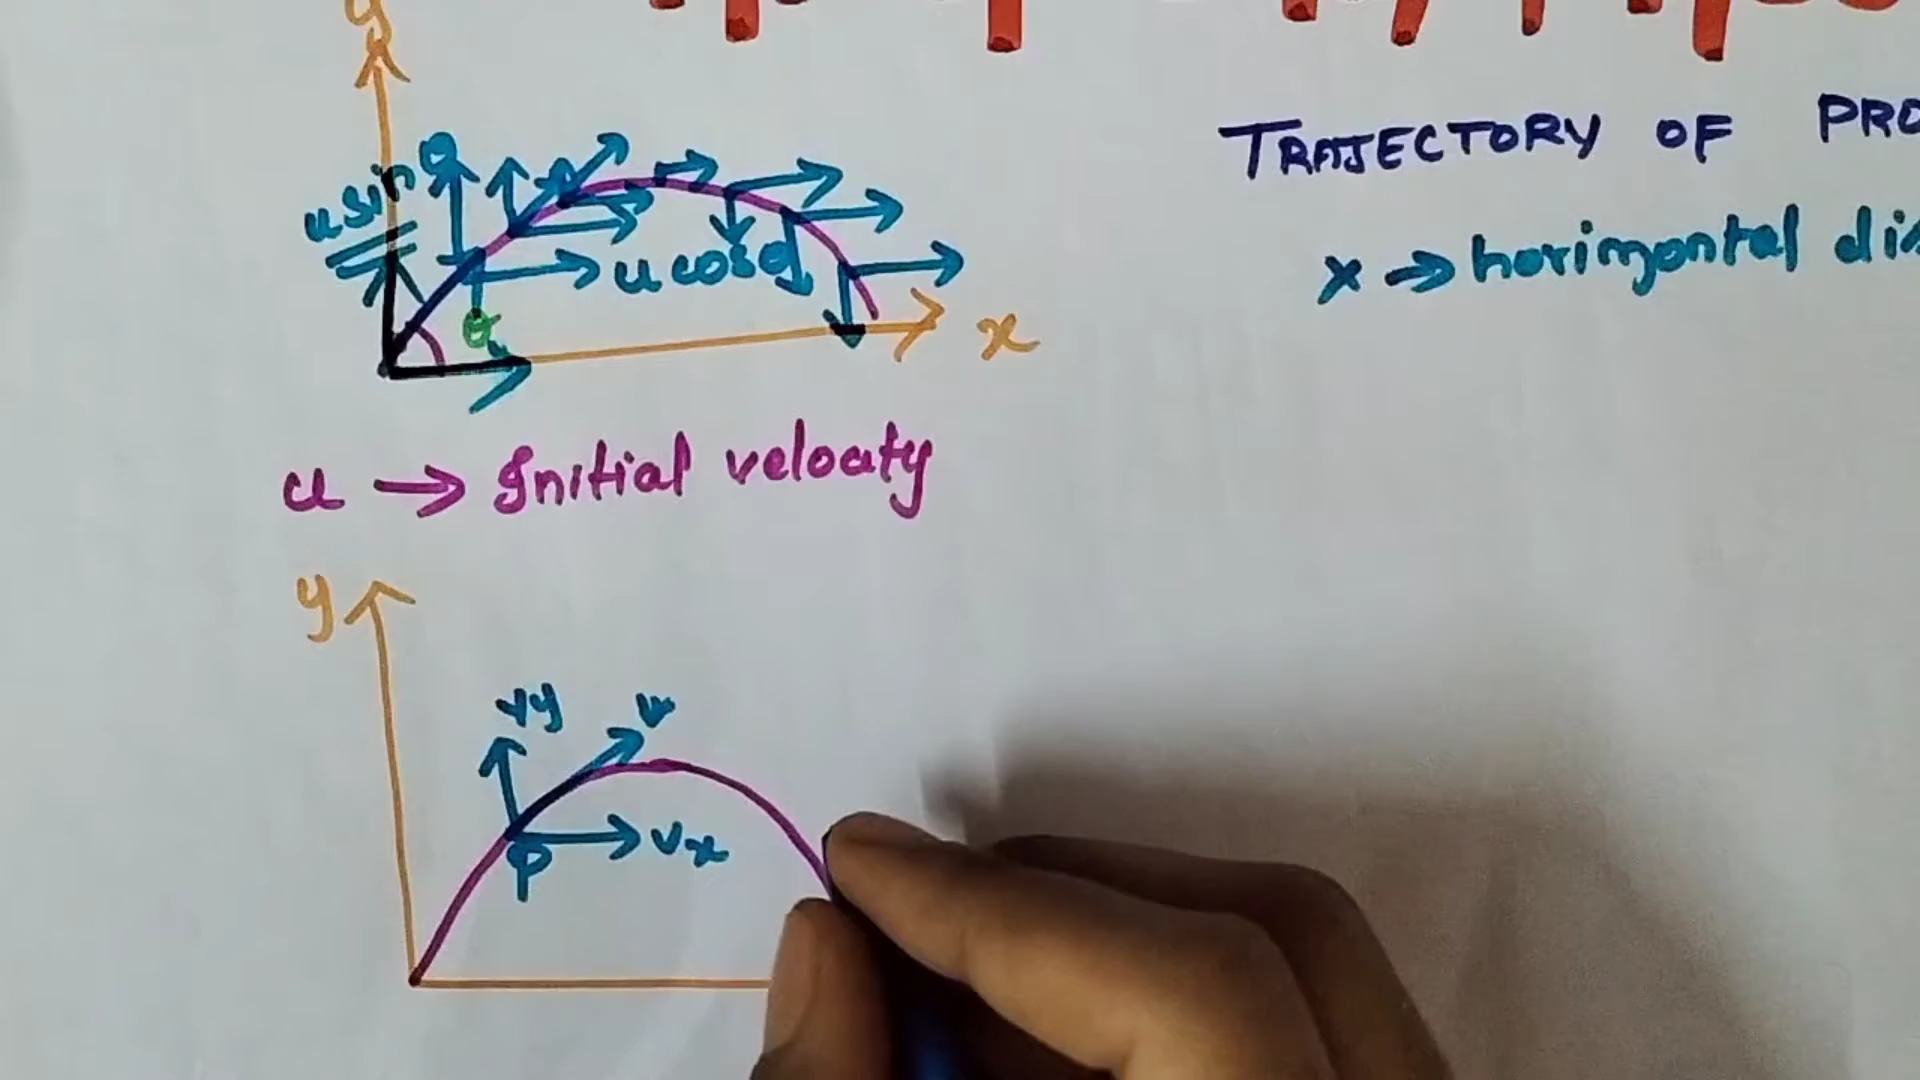 y
TRAJECTORY OF PRO
u sin θ
x → horizontal dis
u cos θ
θ
x
u → Initial velocity
y
vy
v
vx
P